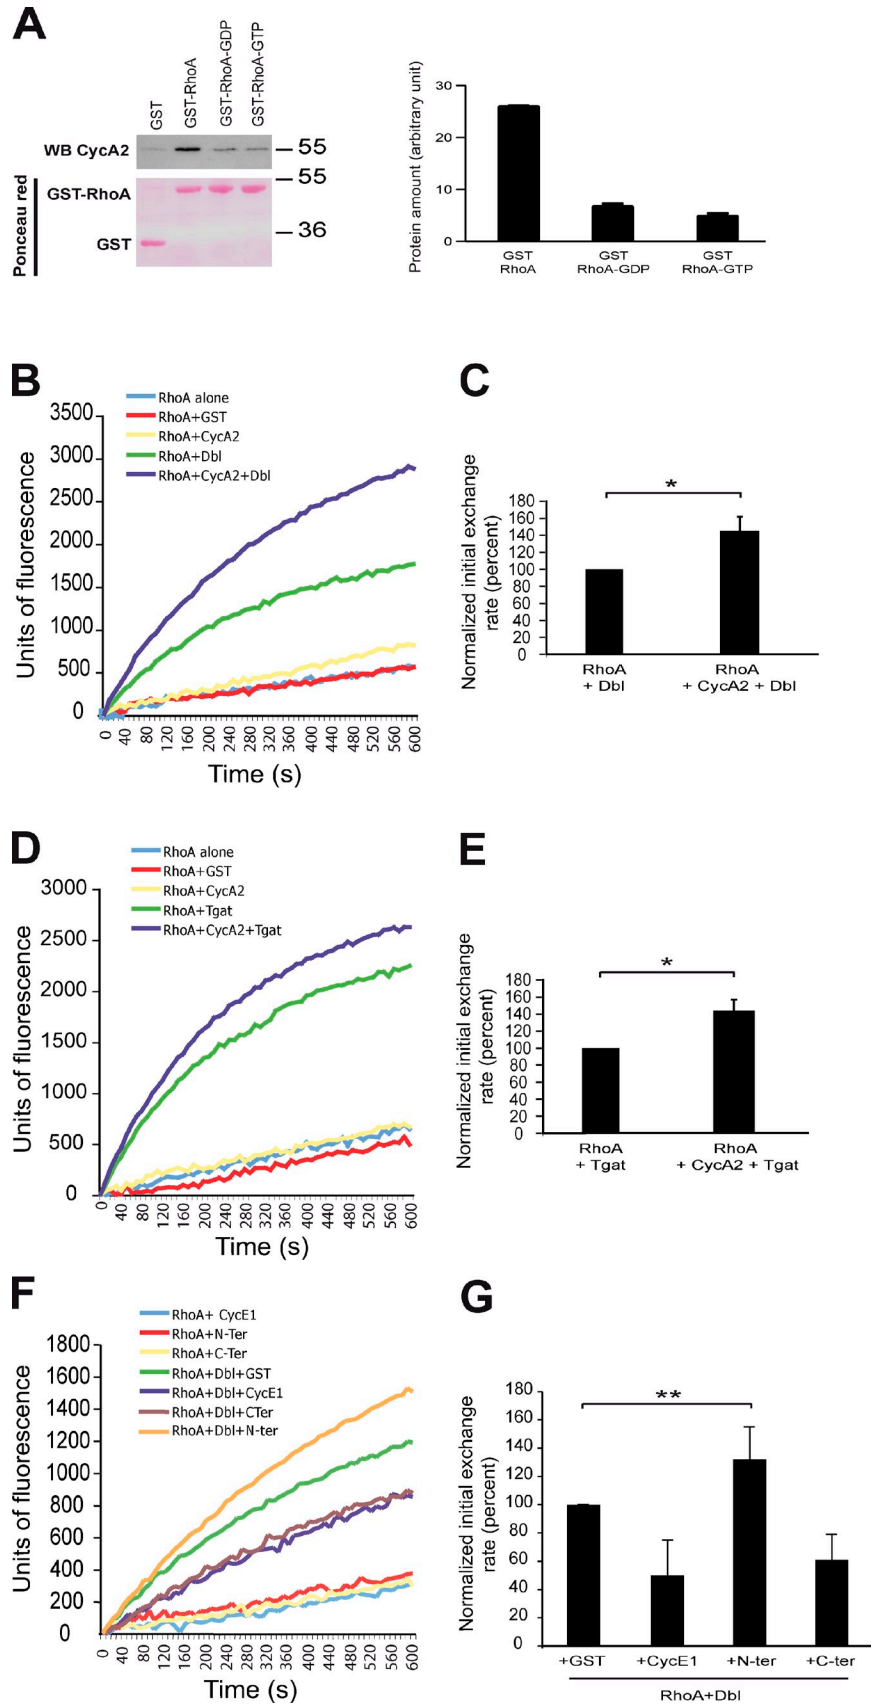 A
GST
GST-RhoA
GST-RhoA-GDP
GST-RhoA-GTP
WB CycA2
55
Ponceau red
GST-RhoA
GST
55
36
Protein amount (arbitrary unit)
30
20
10
0
GST
RhoA
GST
RhoA-GDP
GST
RhoA-GTP
B
RhoA alone
RhoA+GST
RhoA+CycA2
RhoA+Dbl
RhoA+CycA2+Dbl
Units of fluorescence
3500
3000
2500
2000
1500
1000
500
0
0 40 80 120 160 200 240 280 320 360 400 440 480 520 560 600
Time (s)
C
Normalized initial exchange
rate (percent)
180
160
140
120
100
80
60
40
20
0
*
RhoA
+ Dbl
RhoA
+ CycA2 + Dbl
D
RhoA alone
RhoA+GST
RhoA+CycA2
RhoA+Tgat
RhoA+CycA2+Tgat
Units of fluorescence
3000
2500
2000
1500
1000
500
0
0 40 80 120 160 200 240 280 320 360 400 440 480 520 560 600
Time (s)
E
Normalized initial exchange
rate (percent)
180
160
140
120
100
80
60
40
20
0
*
RhoA
+ Tgat
RhoA
+ CycA2 + Tgat
F
RhoA+ CycE1
RhoA+N-Ter
RhoA+C-Ter
RhoA+Dbl+GST
RhoA+Dbl+CycE1
RhoA+Dbl+CTer
RhoA+Dbl+N-ter
Units of fluorescence
1800
1600
1400
1200
1000
800
600
400
200
0
0 40 80 120 160 200 240 280 320 360 400 440 480 520 560 600
Time (s)
G
Normalized initial exchange
rate (percent)
180
160
140
120
100
80
60
40
20
0
**
+GST +CycE1 +N-ter +C-ter
RhoA+Dbl